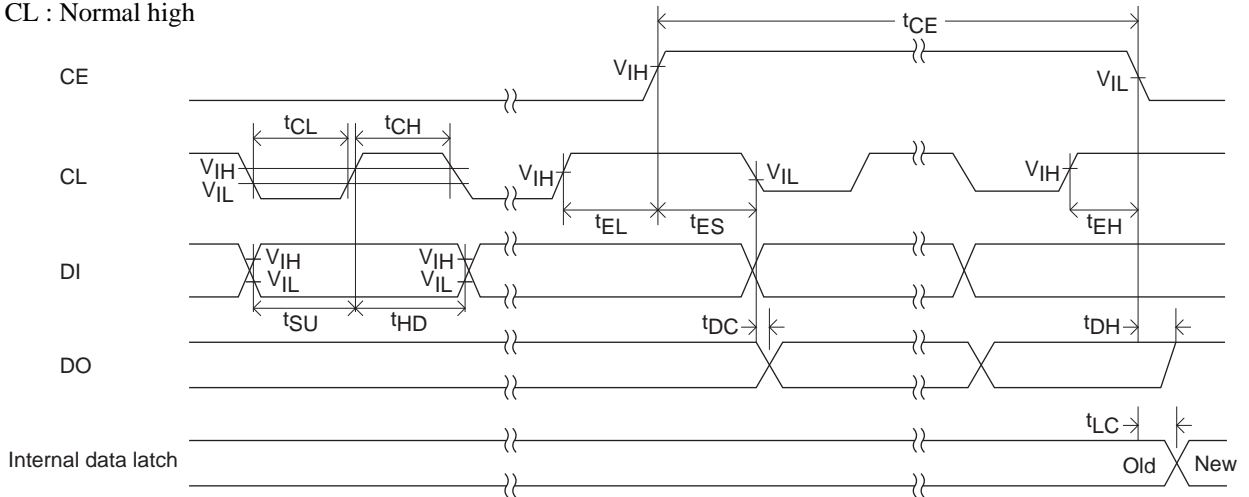 CL : Normal high
tCE
CE
VIH
VIL
tCL
tCH
CL
VIH
VIL
VIH
VIL
VIH
tEL
tES
tEH
DI
VIH
VIL
VIH
VIL
tSU
tHD
tDC
tDH
DO
tLC
Internal data latch
Old
New